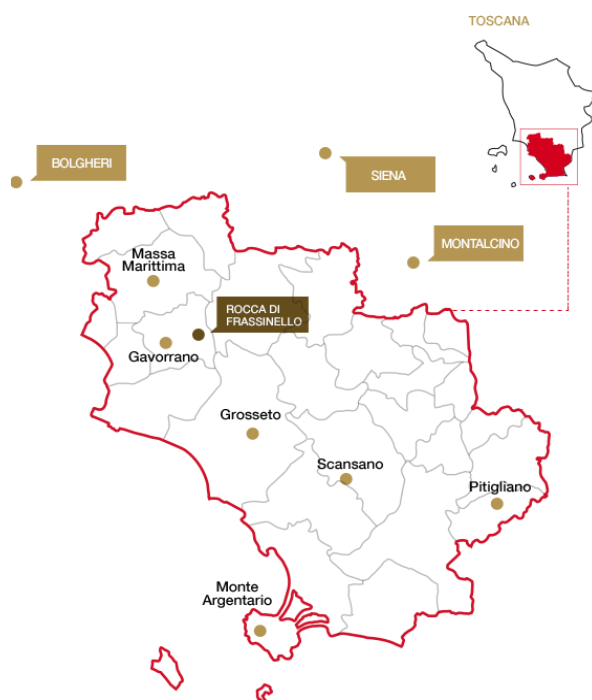 TOSCANA
BOLGHERI
SIENA
MONTALCINO
Massa
Marittima
ROCCA DI
FRASSINELLO
Gavorrano
Grosseto
Scansano
Pitigliano
Monte
Argentario